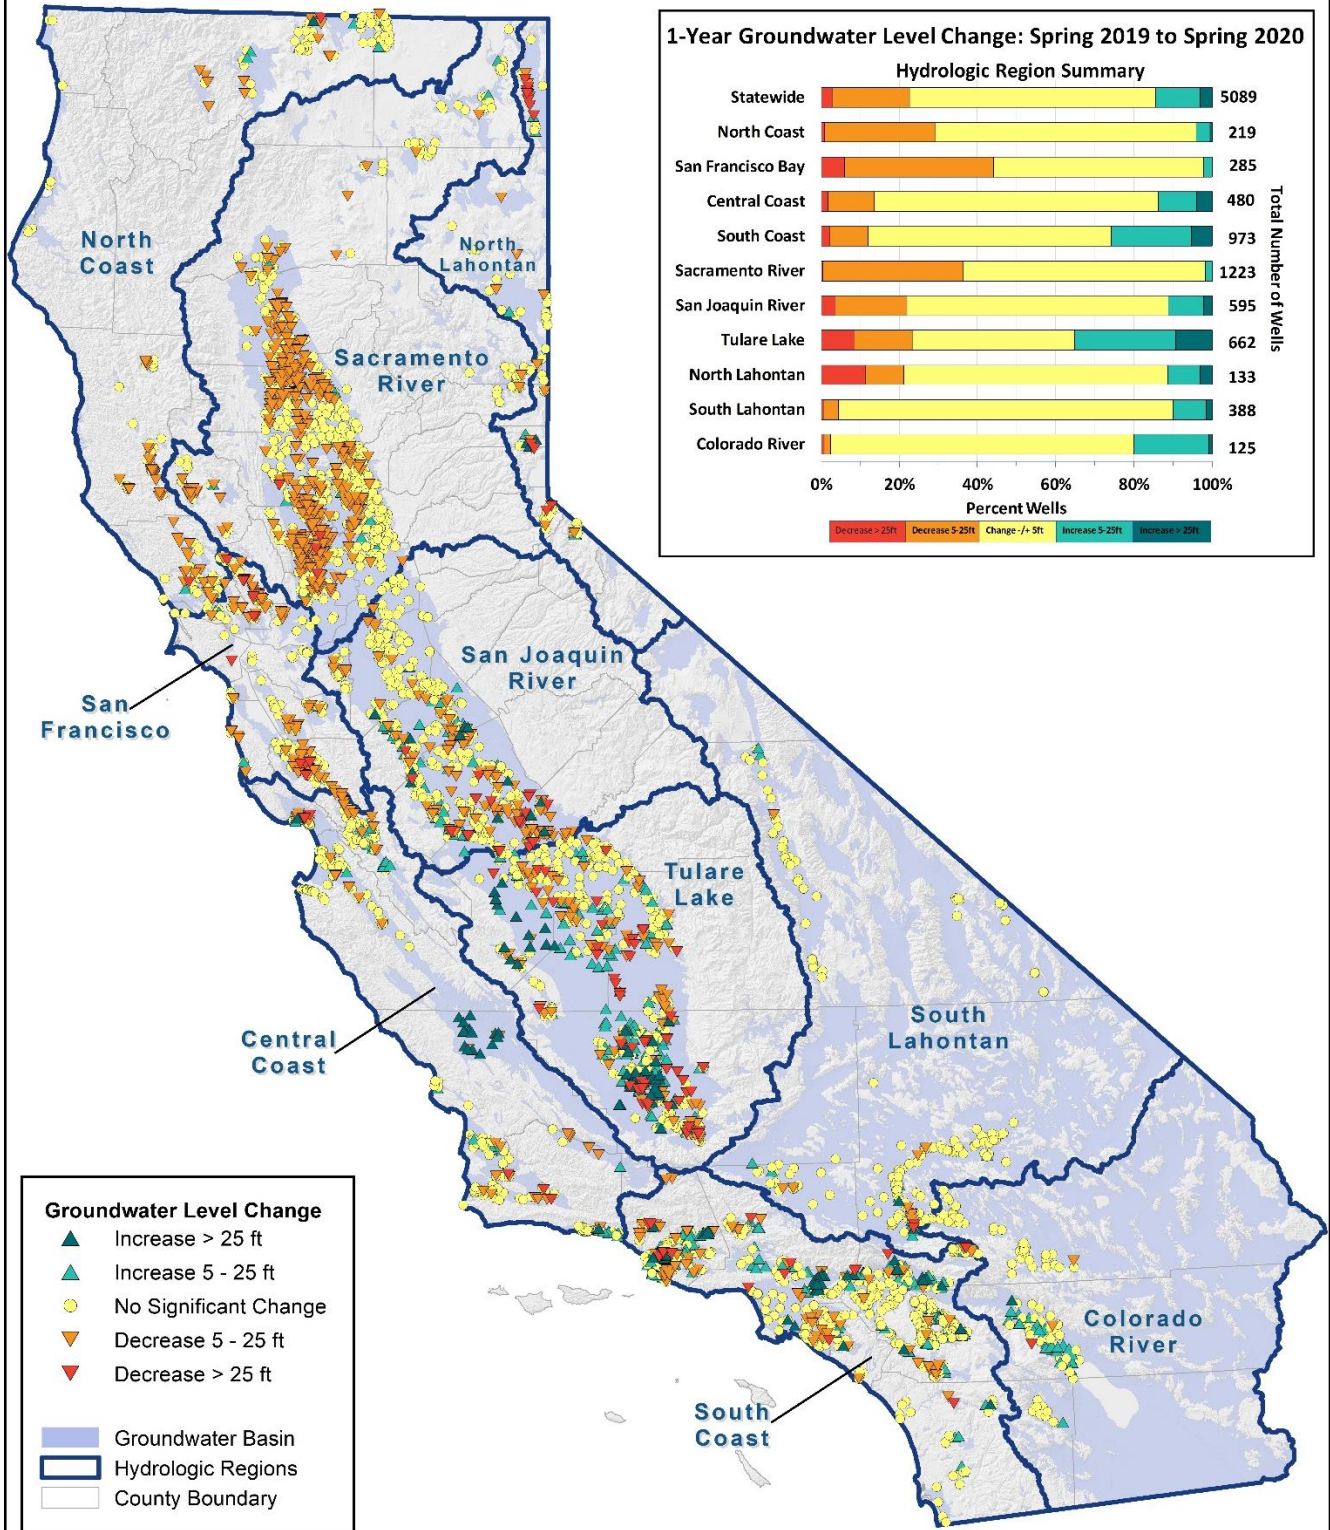 1-Year Groundwater Level Change: Spring 2019 to Spring 2020
Hydrologic Region Summary
Statewide 5089
North Coast 219
San Francisco Bay 285
Central Coast 480
South Coast 973
Sacramento River 1223
San Joaquin River 595
Tulare Lake 662
North Lahontan 133
South Lahontan 388
Colorado River 125
Total Number of Wells
0% 20% 40% 60% 80% 100%
Percent Wells
Decrease > 25ft Decrease 5-25ft Change -/+ 5ft Increase 5-25ft Increase > 25ft
North
Coast
North
Lahontan
Sacramento
River
San Joaquin
River
San
Francisco
Tulare
Lake
Central
Coast
South
Lahontan
Colorado
River
South
Coast
Groundwater Level Change
Increase > 25 ft
Increase 5 - 25 ft
No Significant Change
Decrease 5 - 25 ft
Decrease > 25 ft
Groundwater Basin
Hydrologic Regions
County Boundary